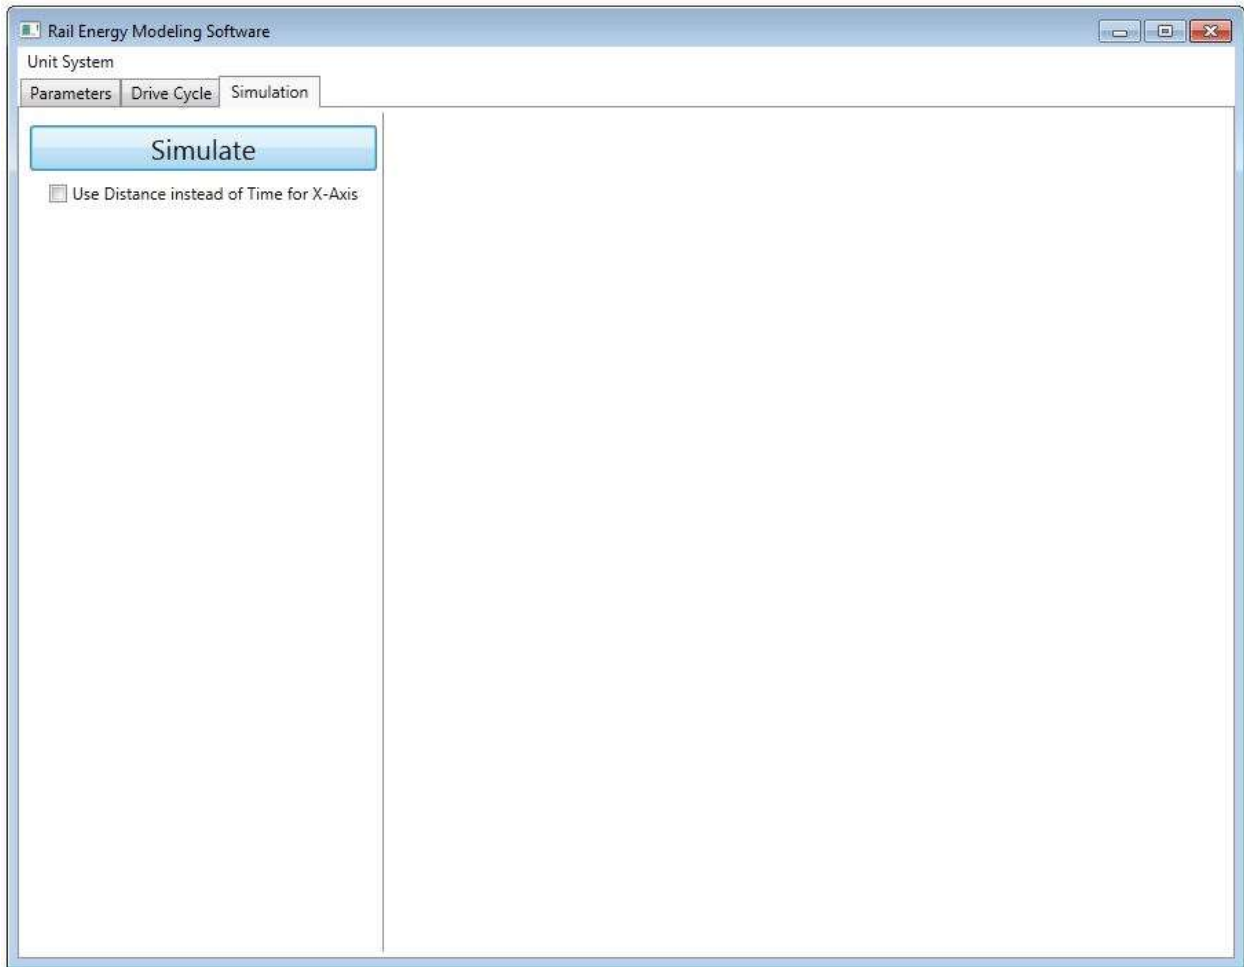 Rail Energy Modeling Software
Unit System
Parameters Drive Cycle Simulation
Simulate
Use Distance instead of Time for X-Axis